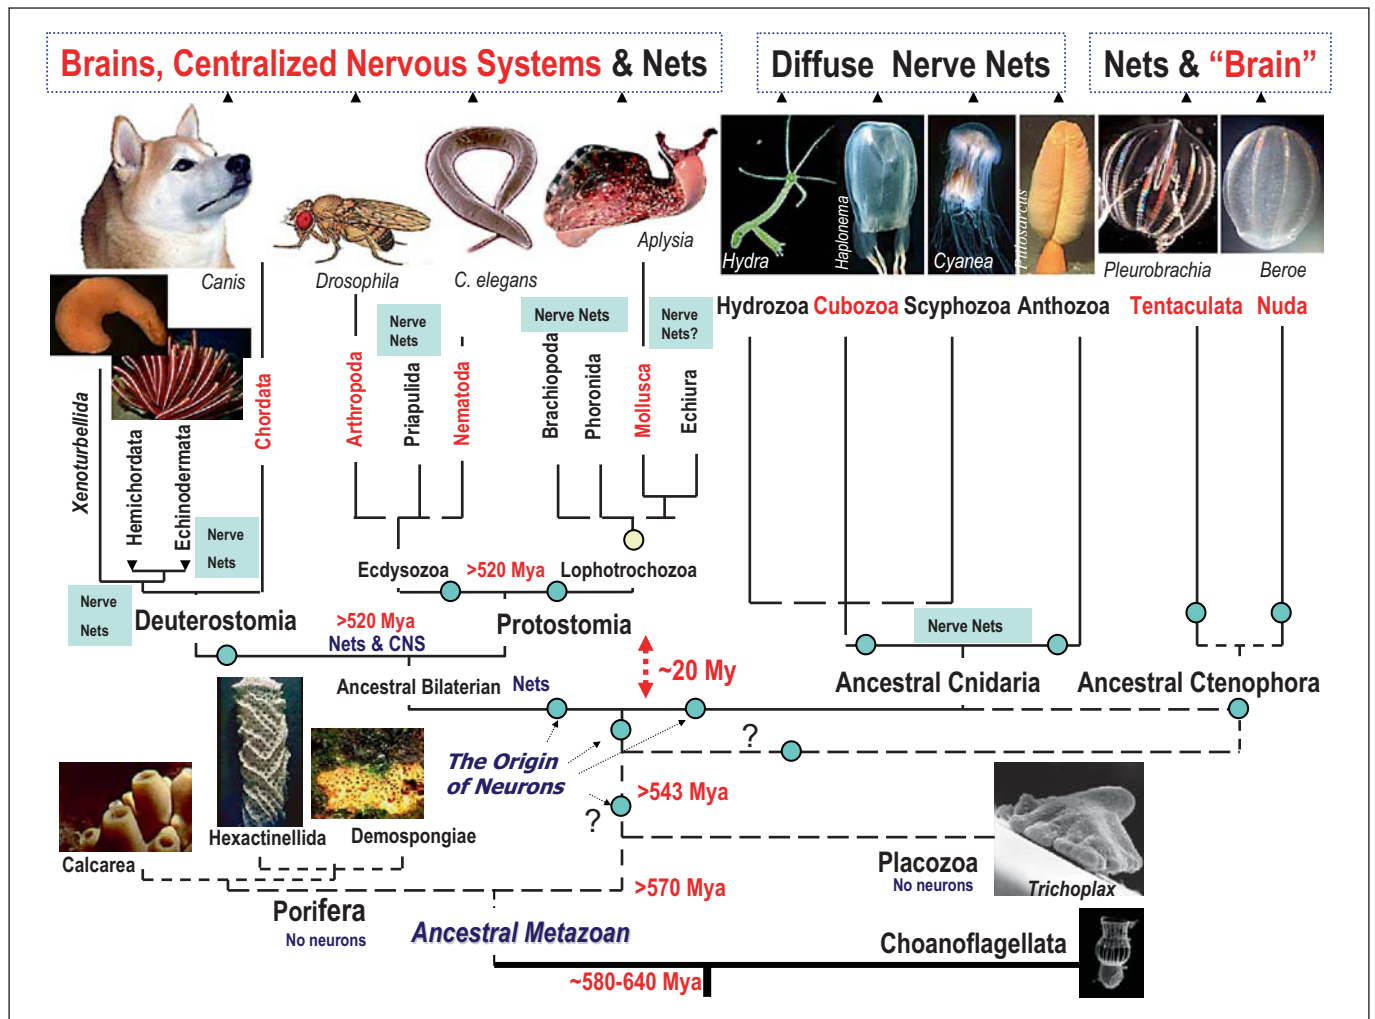 Brains, Centralized Nervous Systems & Nets
Diffuse Nerve Nets
Nets & “Brain”
Canis
Drosophila
C. elegans
Aplysia
Hydra
Haplonema
Cyanea
Ptilosarcus
Pleurobrachia
Beroe
Hydrozoa
Cubozoa
Scyphozoa
Anthozoa
Tentaculata
Nuda
Nerve
Nets
Nerve Nets
Nerve
Nets?
Xenoturbellida
Hemichordata
Echinodermata
Chordata
Arthropoda
Priapulida
Nematoda
Brachiopoda
Phoronida
Mollusca
Echiura
Nerve
Nets
Nerve
Nets
Ecdysozoa
>520 Mya
Lophotrochozoa
Deuterostomia
>520 Mya
Nets & CNS
Protostomia
Nerve Nets
~20 My
Ancestral Bilaterian
Nets
Ancestral Cnidaria
Ancestral Ctenophora
?
The Origin
of Neurons
>543 Mya
?
Calcarea
Hexactinellida
Demospongiae
Placozoa
No neurons
Trichoplax
>570 Mya
Porifera
No neurons
Ancestral Metazoan
Choanoflagellata
~580-640 Mya